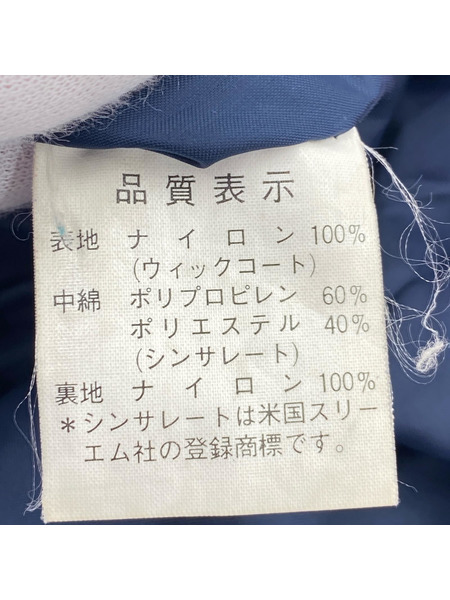 品質表示
表地 ナイロン 100%
(ウィックコート)
中綿 ポリプロピレン 60%
ポリエステル 40%
(シンサレート)
裏地 ナイロン 100%
*シンサレートは米国スリー
エム社の登録商標です。